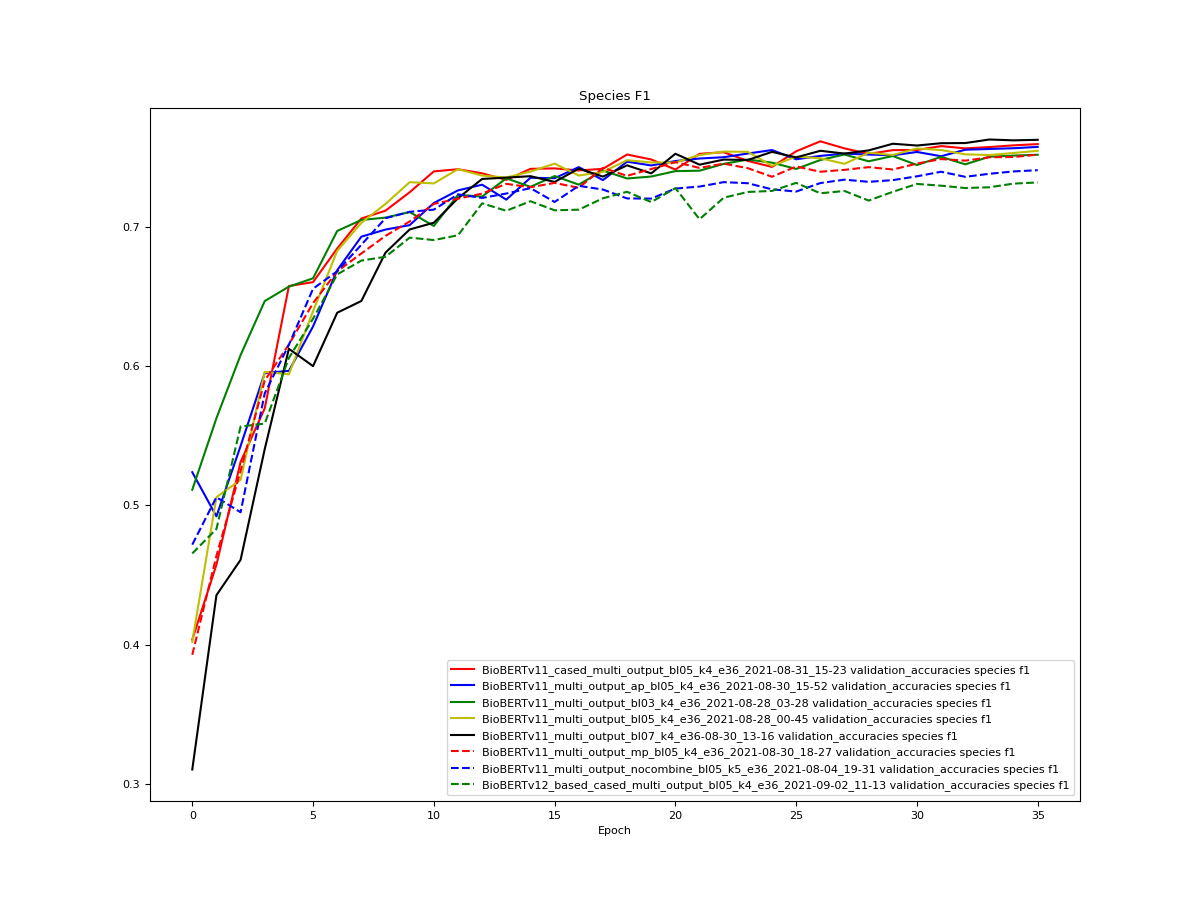 Species F1
0.7
0.6
0.5
0.4
0.3
BioBERTv11_cased_multi_output_bl05_k4_e36_2021-08-31_15-23 validation_accuracies species f1
BioBERTv11_multi_output_ap_bl05_k4_e36_2021-08-30_15-52 validation_accuracies species f1
BioBERTv11_multi_output_bl03_k4_e36_2021-08-28_03-28 validation_accuracies species f1
BioBERTv11_multi_output_bl05_k4_e36_2021-08-28_00-45 validation_accuracies species f1
BioBERTv11_multi_output_bl07_k4_e36-08-30_13-16 validation_accuracies species f1
BioBERTv11_multi_output_mp_bl05_k4_e36_2021-08-30_18-27 validation_accuracies species f1
BioBERTv11_multi_output_nocombine_bl05_k5_e36_2021-08-04_19-31 validation_accuracies species f1
BioBERTv12_based_cased_multi_output_bl05_k4_e36_2021-09-02_11-13 validation_accuracies species f1
0 5 10 15 20 25 30 35
Epoch